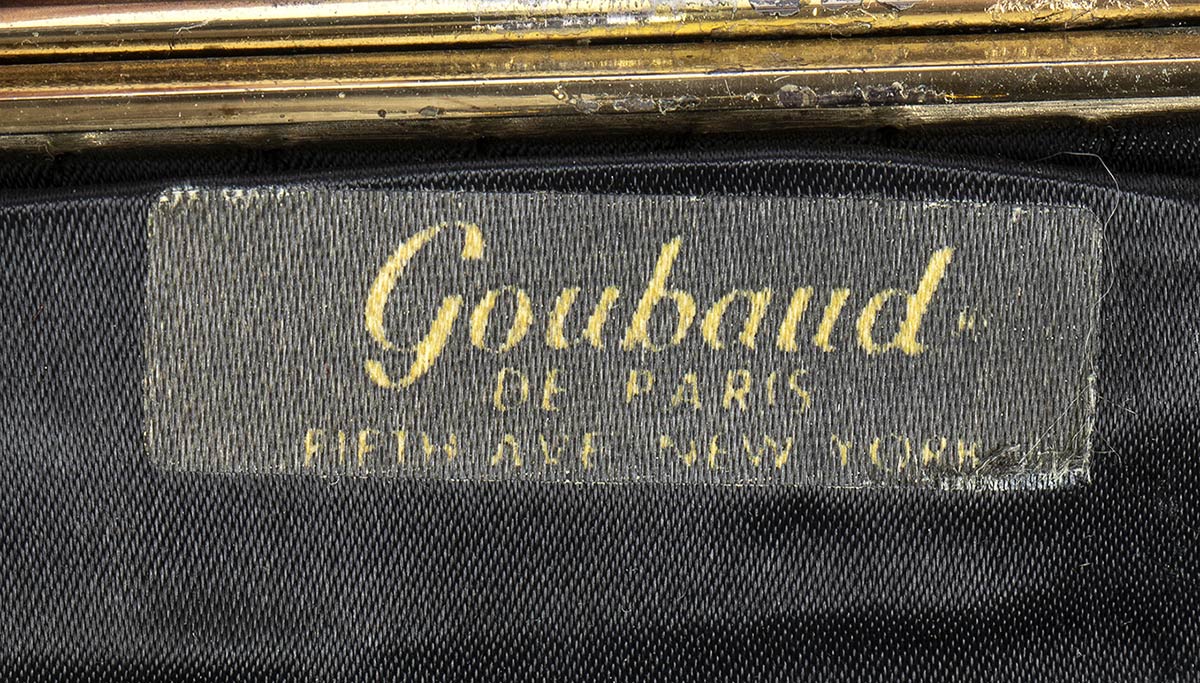 Goubaud
DE PARIS
FIFTH AVE NEW YORK